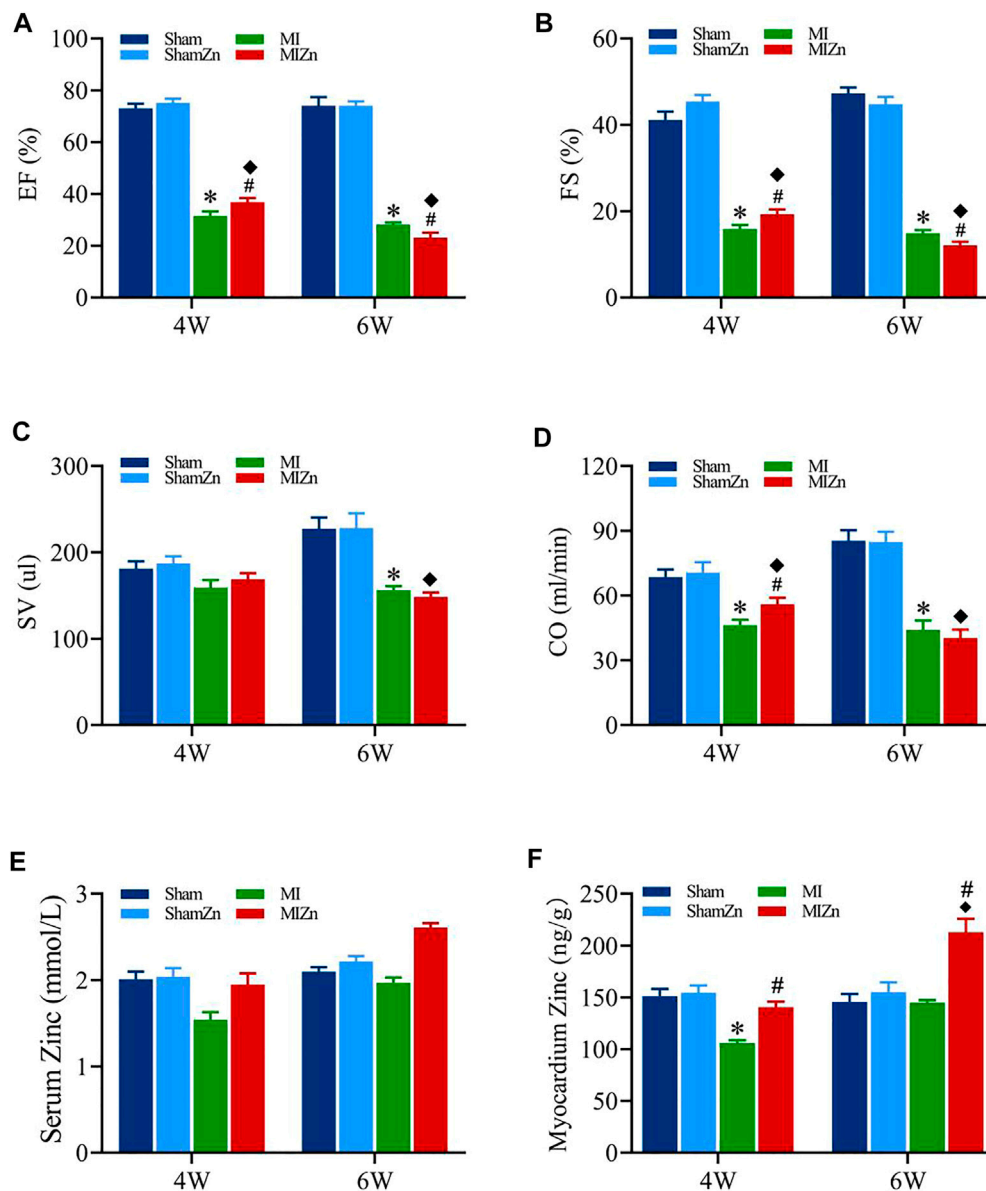 A
EF (%)
100
80
60
40
20
0
Sham MI
ShamZn MIZn
* # ◆ * # ◆
4W 6W
B
FS (%)
60
40
20
0
Sham MI
ShamZn MIZn
* # ◆ * # ◆
4W 6W
C
SV (ul)
300
200
100
0
Sham MI
ShamZn MIZn
* ◆
4W 6W
D
CO (ml/min)
120
90
60
30
0
Sham MI
ShamZn MIZn
* # ◆ * ◆
4W 6W
E
Serum Zinc (mmol/L)
3
2
1
0
Sham MI
ShamZn MIZn
4W 6W
F
Myocardium Zinc (ng/g)
250
200
150
100
50
0
Sham MI
ShamZn MIZn
* # # ◆
4W 6W